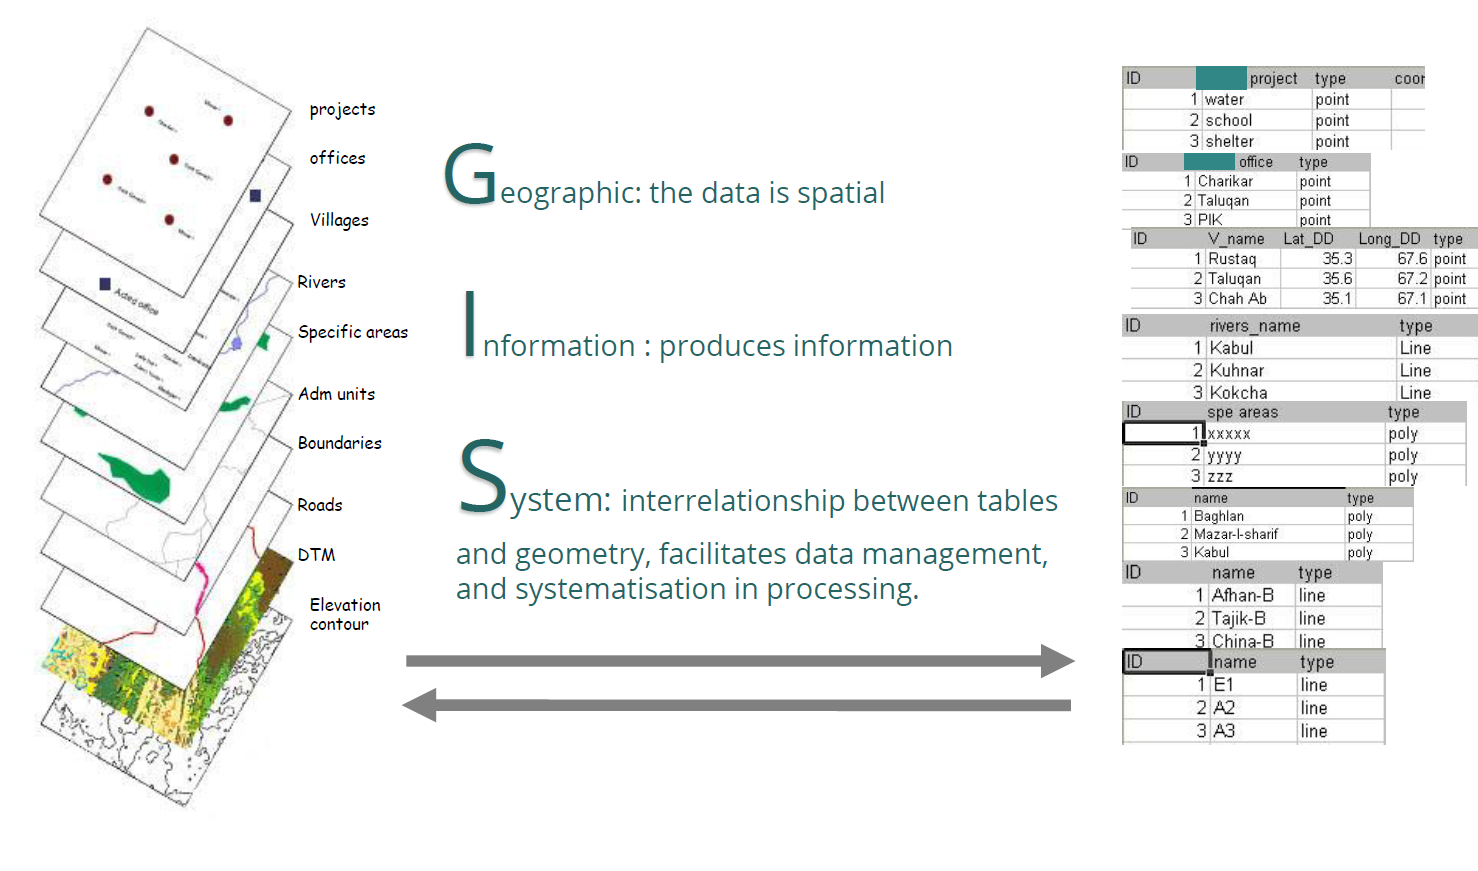 projects
offices
Villages
Rivers
Specific areas
Adm units
Boundaries
Roads
DTM
Elevation
contour
Acted office
Geographic: the data is spatial
Information : produces information
System: interrelationship between tables
and geometry, facilitates data management,
and systematisation in processing.
ID project type coor
1 water point
2 school point
3 shelter point
ID office type
1 Charikar point
2 Taluqan point
3 PIK point
ID V_name Lat_DD Long_DD type
1 Rustaq 35.3 67.6 point
2 Taluqan 35.6 67.2 point
3 Chah Ab 35.1 67.1 point
ID rivers_name type
1 Kabul Line
2 Kuhnar Line
3 Kokcha Line
ID spe areas type
1 xxxxx poly
2 yyyy poly
3 zzz poly
ID name type
1 Baghlan poly
2 Mazar-I-sharif poly
3 Kabul poly
ID name type
1 Afhan-B line
2 Tajik-B line
3 China-B line
ID name type
1 E1 line
2 A2 line
3 A3 line